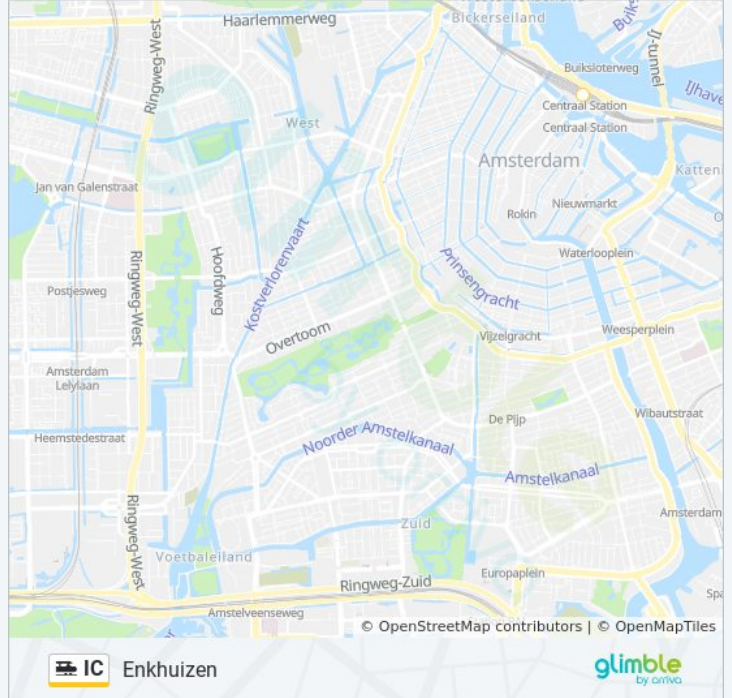 Haarlemmerweg
Bickerseiland
Ringweg-West
IJ-tunnel
Buiksloterweg
Centraal Station
Centraal Station
West
Amsterdam
Jan van Galenstraat
Nieuwmarkt
Rokin
Waterlooplein
Hoofdweg
Kostverlorenvaart
Prinsengracht
Ringweg-West
Postjesweg
Overtoom
Vijzelgracht
Weesperplein
Amsterdam
Lelylaan
De Pijp
Wibautstraat
Heemstedestraat
Noorder Amstelkanaal
Amstelkanaal
Ringweg-West
Amsterdam
Zuid
Voetbaleiland
Europaplein
Ringweg-Zuid
Amstelveenseweg
© OpenStreetMap contributors | © OpenMapTiles
IC Enkhuizen
glimble
by arriva